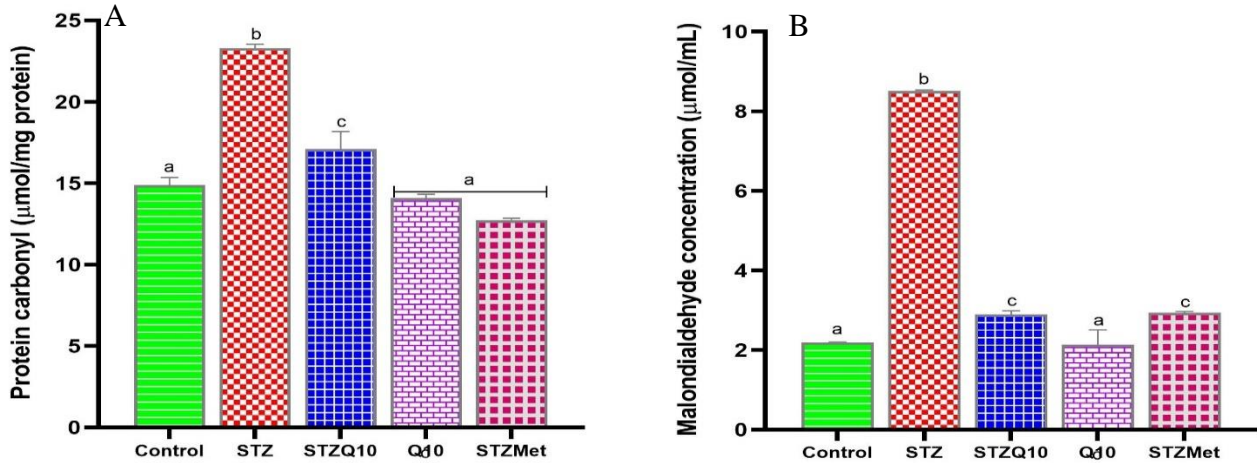 A
Protein carbonyl (μmol/mg protein)
25
20
15
10
5
0
a
b
c
a
Control STZ STZQ10 Q10 STZMet
B
Malondialdehyde concentration (μmol/mL)
10
8
6
4
2
0
a
b
c
a
c
Control STZ STZQ10 Q10 STZMet